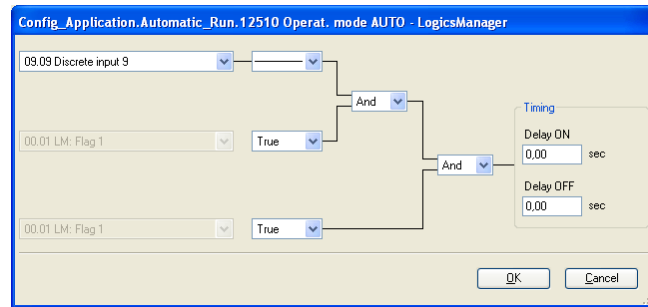 Config_Application.Automatic_Run.12510 Operat. mode AUTO - LogicsManager
09.09 Discrete input 9
And
Timing
Delay ON
00.01 LM: Flag 1 True
0,00 sec
And
Delay OFF
0,00 sec
00.01 LM: Flag 1 True
OK Cancel